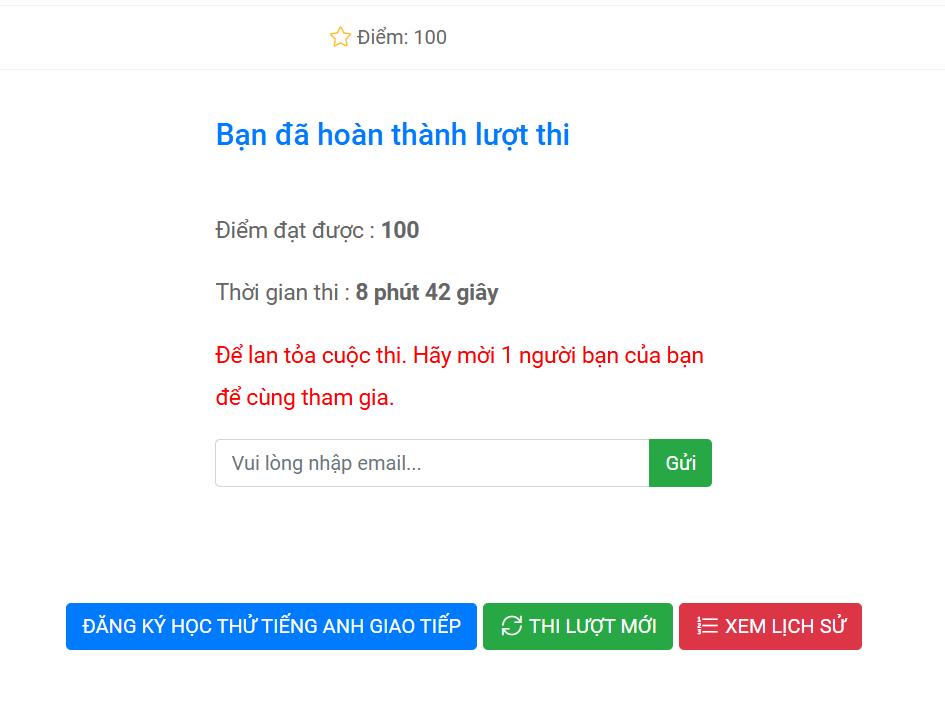 Điểm: 100
Bạn đã hoàn thành lượt thi
Điểm đạt được : 100
Thời gian thi : 8 phút 42 giây
Để lan tỏa cuộc thi. Hãy mời 1 người bạn của bạn
để cùng tham gia.
Vui lòng nhập email...
Gửi
ĐĂNG KÝ HỌC THỬ TIẾNG ANH GIAO TIẾP
THI LƯỢT MỚI
XEM LỊCH SỬ